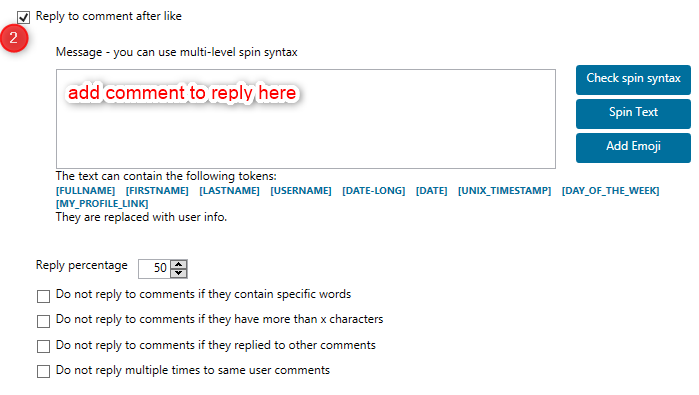 Reply to comment after like
2
Message - you can use multi-level spin syntax
add comment to reply here
Check spin syntax
Spin Text
Add Emoji
The text can contain the following tokens:
[FULLNAME] [FIRSTNAME] [LASTNAME] [USERNAME] [DATE-LONG] [DATE] [UNIX_TIMESTAMP] [DAY_OF_THE_WEEK]
[MY_PROFILE_LINK]
They are replaced with user info.
Reply percentage 50
Do not reply to comments if they contain specific words
Do not reply to comments if they have more than x characters
Do not reply to comments if they replied to other comments
Do not reply multiple times to same user comments